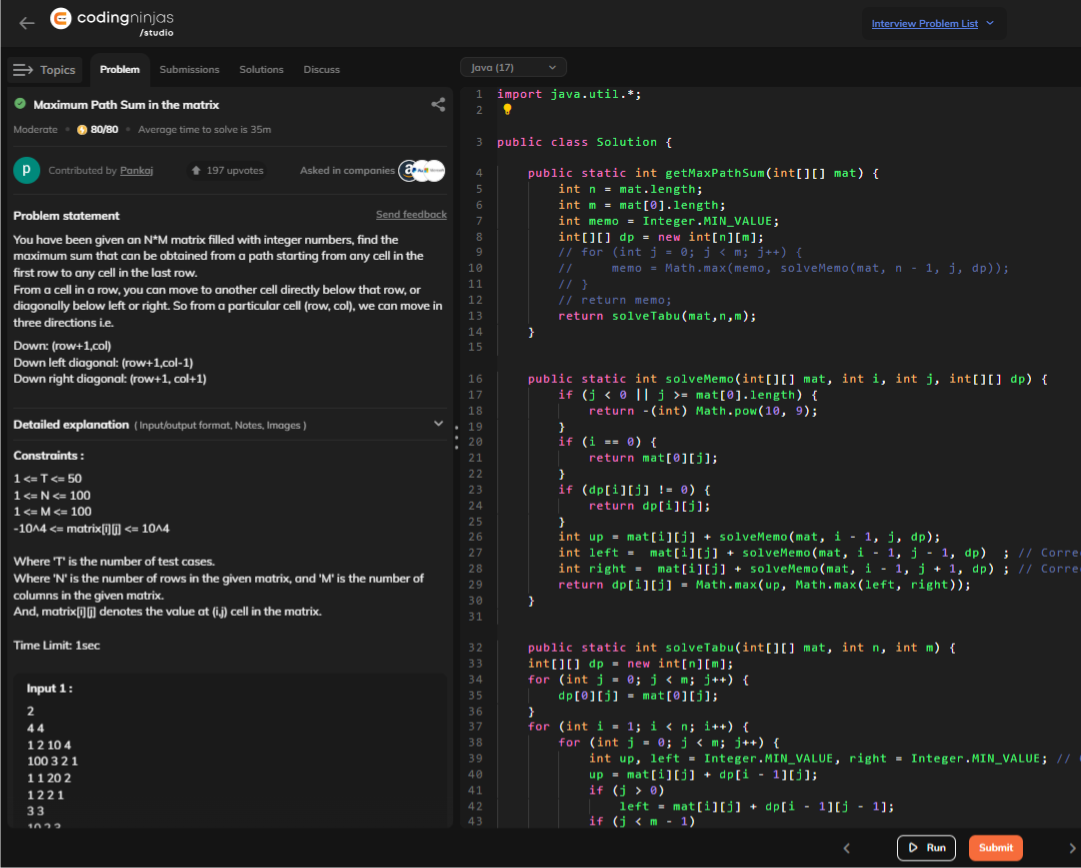 codingninjas
/studio
Interview Problem List
Topics
Problem
Submissions
Solutions
Discuss
Java (17)
Maximum Path Sum in the matrix
Moderate • 80/80 • Average time to solve is 35m
p
Contributed by Pankaj
197 upvotes
Asked in companies
Problem statement
Send feedback
You have been given an N*M matrix filled with integer numbers, find the
maximum sum that can be obtained from a path starting from any cell in the
first row to any cell in the last row.
From a cell in a row, you can move to another cell directly below that row, or
diagonally below left or right. So from a particular cell (row, col), we can move in
three directions i.e.
Down: (row+1,col)
Down left diagonal: (row+1,col-1)
Down right diagonal: (row+1, col+1)
Detailed explanation ( Input/output format, Notes, Images )
Constraints :
1 <= T <= 50
1 <= N <= 100
1 <= M <= 100
-10^4 <= matrix[i][j] <= 10^4
Where 'T' is the number of test cases.
Where 'N' is the number of rows in the given matrix, and 'M' is the number of
columns in the given matrix.
And, matrix[i][j] denotes the value at (i,j) cell in the matrix.
Time Limit: 1sec
Input 1 :
2
4 4
1 2 10 4
100 3 2 1
1 1 20 2
1 2 2 1
3 3
10 2 3
1 import java.util.*;
2
3 public class Solution {
4 public static int getMaxPathSum(int[][] mat) {
5 int n = mat.length;
6 int m = mat[0].length;
7 int memo = Integer.MIN_VALUE;
8 int[][] dp = new int[n][m];
9 // for (int j = 0; j < m; j++) {
10 // memo = Math.max(memo, solveMemo(mat, n - 1, j, dp));
11 // }
12 // return memo;
13 return solveTabu(mat,n,m);
14 }
15
16 public static int solveMemo(int[][] mat, int i, int j, int[][] dp) {
17 if (j < 0 || j >= mat[0].length) {
18 return -(int) Math.pow(10, 9);
19 }
20 if (i == 0) {
21 return mat[0][j];
22 }
23 if (dp[i][j] != 0) {
24 return dp[i][j];
25 }
26 int up = mat[i][j] + solveMemo(mat, i - 1, j, dp);
27 int left =  mat[i][j] + solveMemo(mat, i - 1, j - 1, dp)  ; // Corre
28 int right =  mat[i][j] + solveMemo(mat, i - 1, j + 1, dp) ; // Corre
29 return dp[i][j] = Math.max(up, Math.max(left, right));
30 }
31
32 public static int solveTabu(int[][] mat, int n, int m) {
33 int[][] dp = new int[n][m];
34 for (int j = 0; j < m; j++) {
35 dp[0][j] = mat[0][j];
36 }
37 for (int i = 1; i < n; i++) {
38 for (int j = 0; j < m; j++) {
39 int up, left = Integer.MIN_VALUE, right = Integer.MIN_VALUE; //
40 up = mat[i][j] + dp[i - 1][j];
41 if (j > 0)
42 left = mat[i][j] + dp[i - 1][j - 1];
43 if (j < m - 1)
Run
Submit